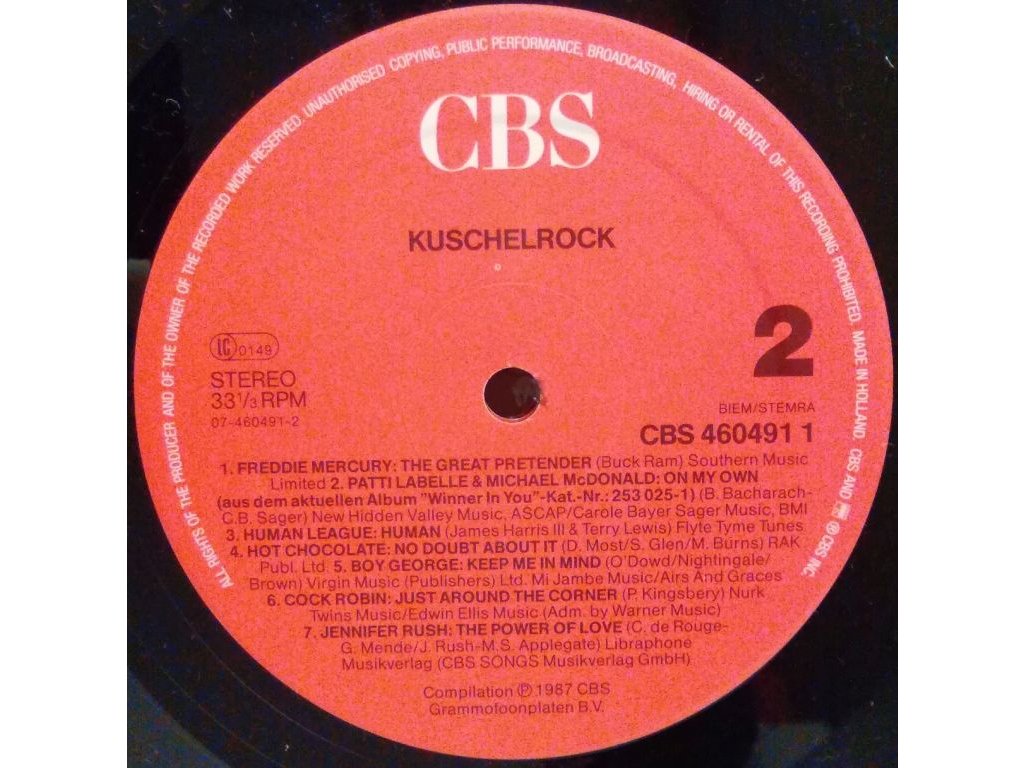 ALL RIGHTS OF THE PRODUCER AND OF THE OWNER OF THE RECORDED WORK RESERVED. UNAUTHORISED COPYING, PUBLIC PERFORMANCE, BROADCASTING, HIRING OR RENTAL OF THIS RECORDING PROHIBITED. MADE IN HOLLAND. CBS AND ℗ CBS INC.
CBS
KUSCHELROCK
2
LC 0149
STEREO
33 1/3 RPM
07-460491-2
BIEM/STEMRA
CBS 460491 1
1. FREDDIE MERCURY: THE GREAT PRETENDER (Buck Ram) Southern Music
Limited 2. PATTI LABELLE & MICHAEL McDONALD: ON MY OWN
(aus dem aktuellen Album "Winner In You"-Kat.-Nr.: 253 025-1) (B. Bacharach-
C.B. Sager) New Hidden Valley Music, ASCAP/Carole Bayer Sager Music, BMI
3. HUMAN LEAGUE: HUMAN (James Harris III & Terry Lewis) Flyte Tyme Tunes
4. HOT CHOCOLATE: NO DOUBT ABOUT IT (D. Most/S. Glen/M. Burns) RAK
Publ. Ltd. 5. BOY GEORGE: KEEP ME IN MIND (O'Dowd/Nightingale/
Brown) Virgin Music (Publishers) Ltd. Mi Jambe Music/Airs And Graces
6. COCK ROBIN: JUST AROUND THE CORNER (P. Kingsbery) Nurk
Twins Music/Edwin Ellis Music (Adm. by Warner Music)
7. JENNIFER RUSH: THE POWER OF LOVE (C. de Rouge-
G. Mende/J. Rush-M.S. Applegate) Libraphone
Musikverlag (CBS SONGS Musikverlag GmbH)
Compilation ℗ 1987 CBS
Grammofoonplaten B.V.